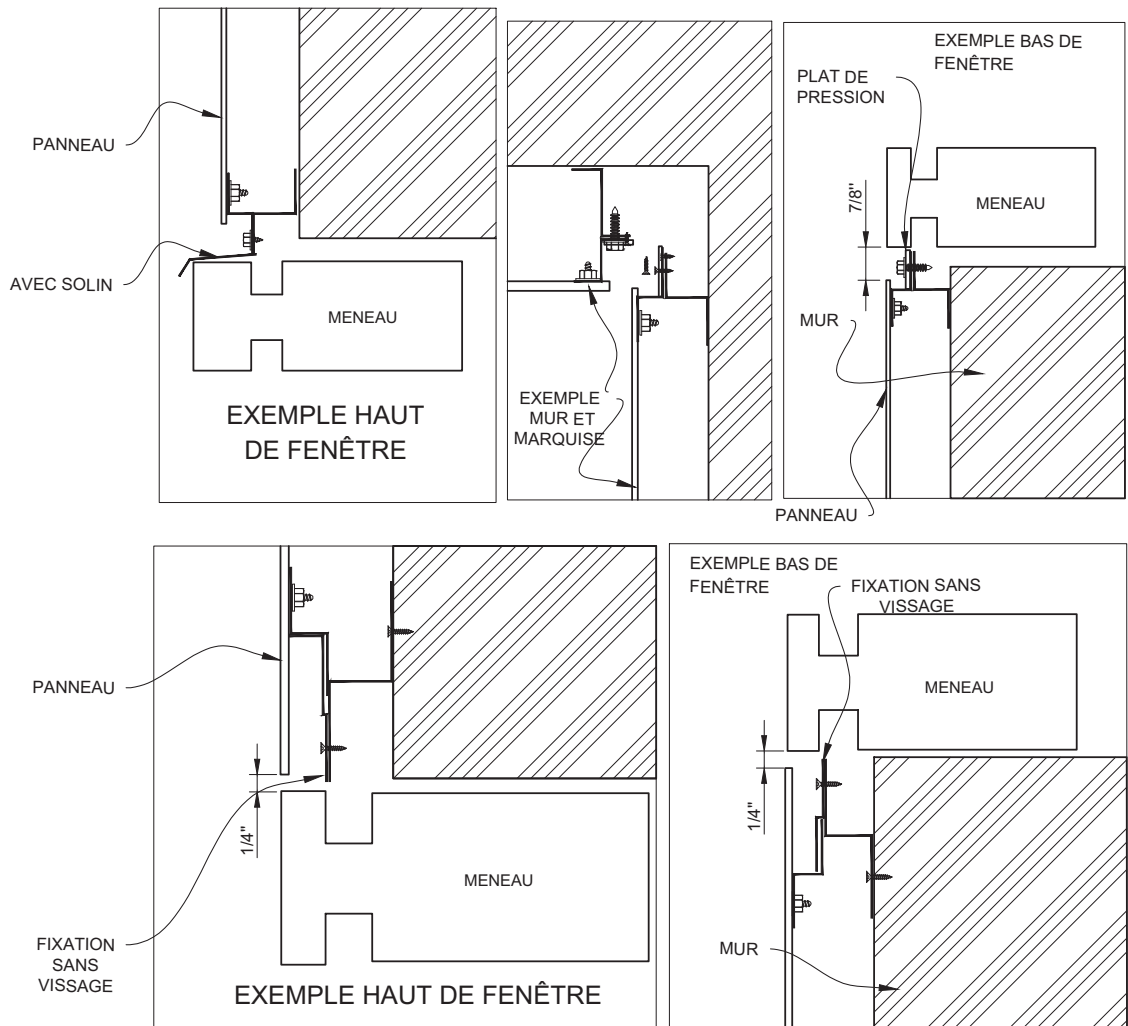 PANNEAU
AVEC SOLIN
MENEAU
EXEMPLE HAUT
DE FENÊTRE
EXEMPLE
MUR ET
MARQUISE
EXEMPLE BAS DE
FENÊTRE
PLAT DE
PRESSION
7/8"
MENEAU
MUR
PANNEAU
PANNEAU
1/4"
MENEAU
FIXATION
SANS
VISSAGE
EXEMPLE HAUT DE FENÊTRE
EXEMPLE BAS DE
FENÊTRE
FIXATION SANS
VISSAGE
MENEAU
1/4"
MUR